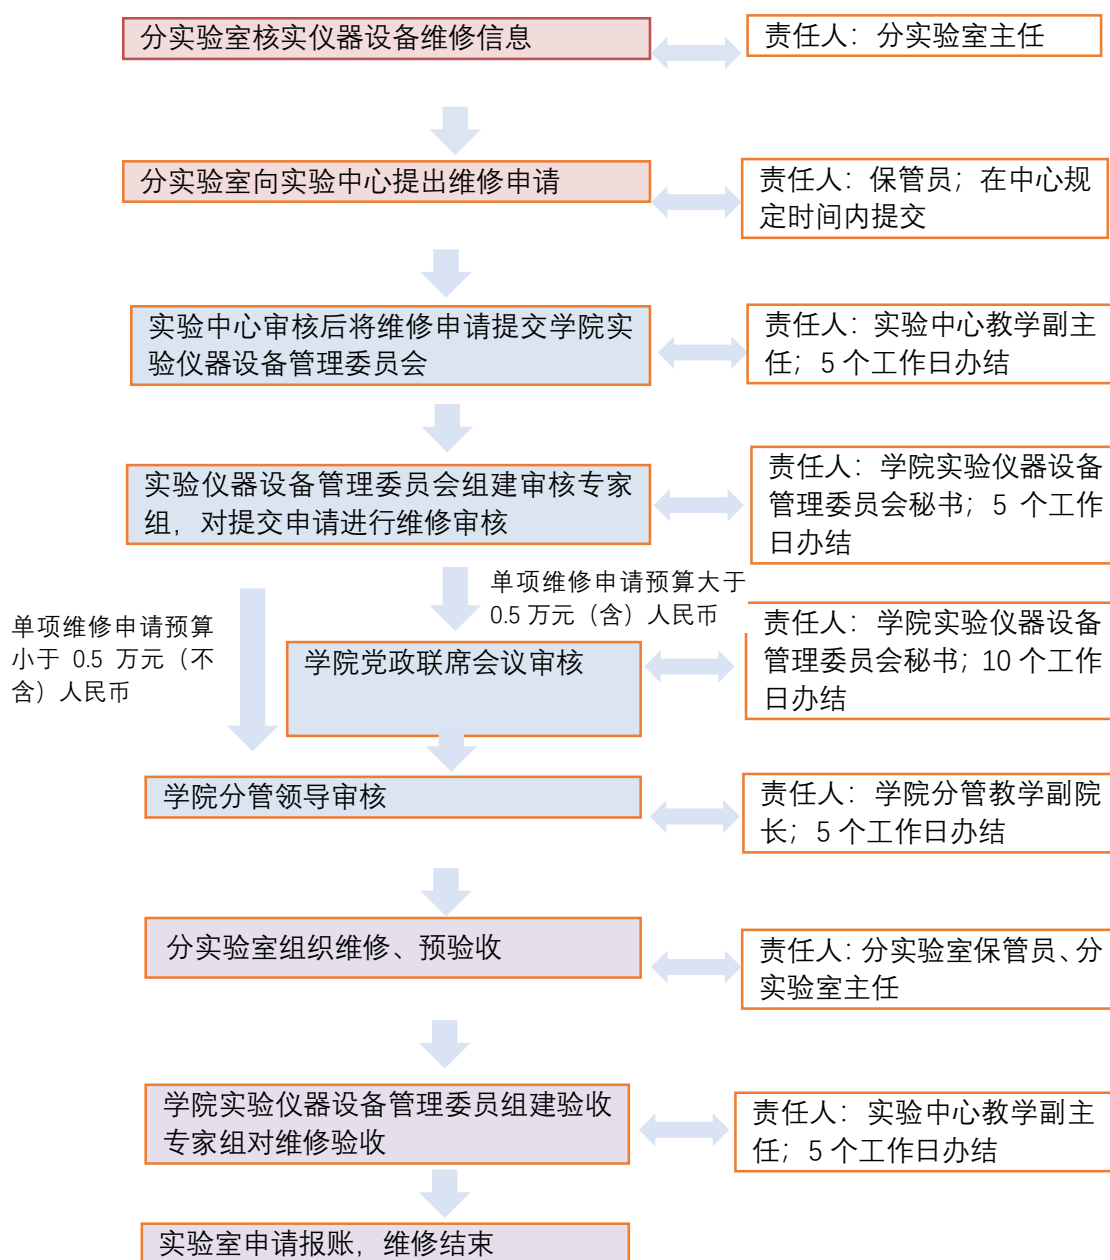 分实验室核实仪器设备维修信息
责任人：分实验室主任
分实验室向实验中心提出维修申请
责任人：保管员；在中心规
定时间内提交
实验中心审核后将维修申请提交学院实
验仪器设备管理委员会
责任人：实验中心教学副主
任；5 个工作日办结
实验仪器设备管理委员会组建审核专家
组，对提交申请进行维修审核
责任人：学院实验仪器设备
管理委员会秘书；5 个工作
日办结
单项维修申请预算大于
0.5 万元（含）人民币
单项维修申请预算
小于 0.5 万元（不
含）人民币
学院党政联席会议审核
责任人：学院实验仪器设备
管理委员会秘书；10 个工作
日办结
学院分管领导审核
责任人：学院分管教学副院
长；5 个工作日办结
分实验室组织维修、预验收
责任人：分实验室保管员、分
实验室主任
学院实验仪器设备管理委员组建验收
专家组对维修验收
责任人：实验中心教学副主
任；5 个工作日办结
实验室申请报账，维修结束